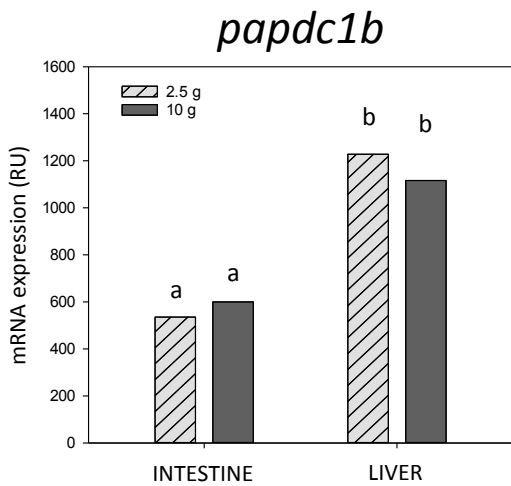 papdc1b
mRNA expression (RU)
1600
1400
1200
1000
800
600
400
200
0
2.5 g
10 g
a
a
b
b
INTESTINE
LIVER